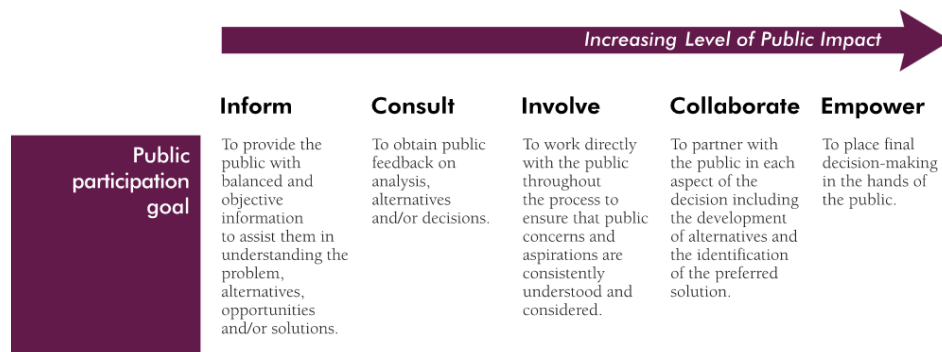 Increasing Level of Public Impact
Inform
Consult
Involve
Collaborate
Empower
Public
participation
goal
To provide the
public with
balanced and
objective
information
to assist them in
understanding the
problem,
alternatives,
opportunities
and/or solutions.
To obtain public
feedback on
analysis,
alternatives
and/or decisions.
To work directly
with the public
throughout
the process to
ensure that public
concerns and
aspirations are
consistently
understood and
considered.
To partner with
the public in each
aspect of the
decision including
the development
of alternatives and
the identification
of the preferred
solution.
To place final
decision-making
in the hands of
the public.